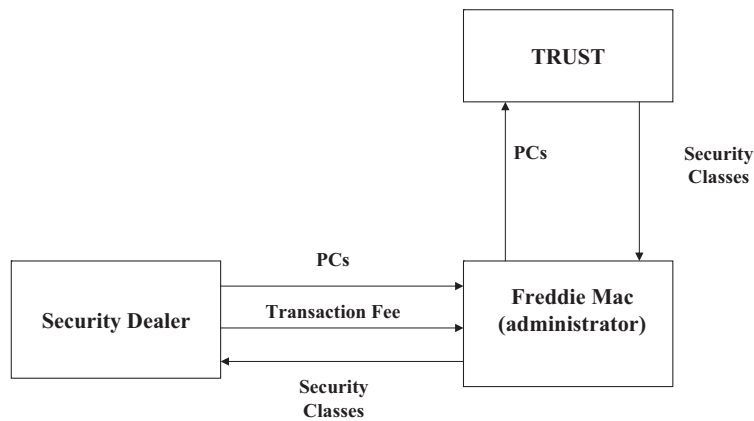 TRUST
PCs
Security
Classes
PCs
Security Dealer
Transaction Fee
Freddie Mac
(administrator)
Security
Classes